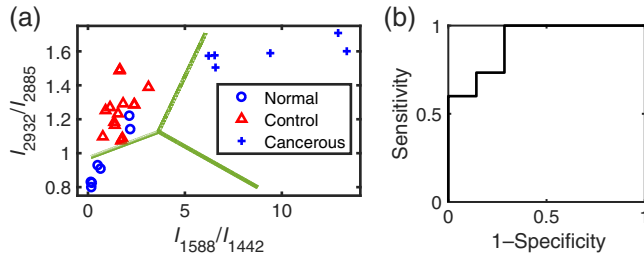 (a)
I2932/I2885
1.6
1.4
1.2
1
0.8
Normal
Control
Cancerous
0
5
10
I1588/I1442
(b)
Sensitivity
1
0.5
0
0
0.5
1
1–Specificity